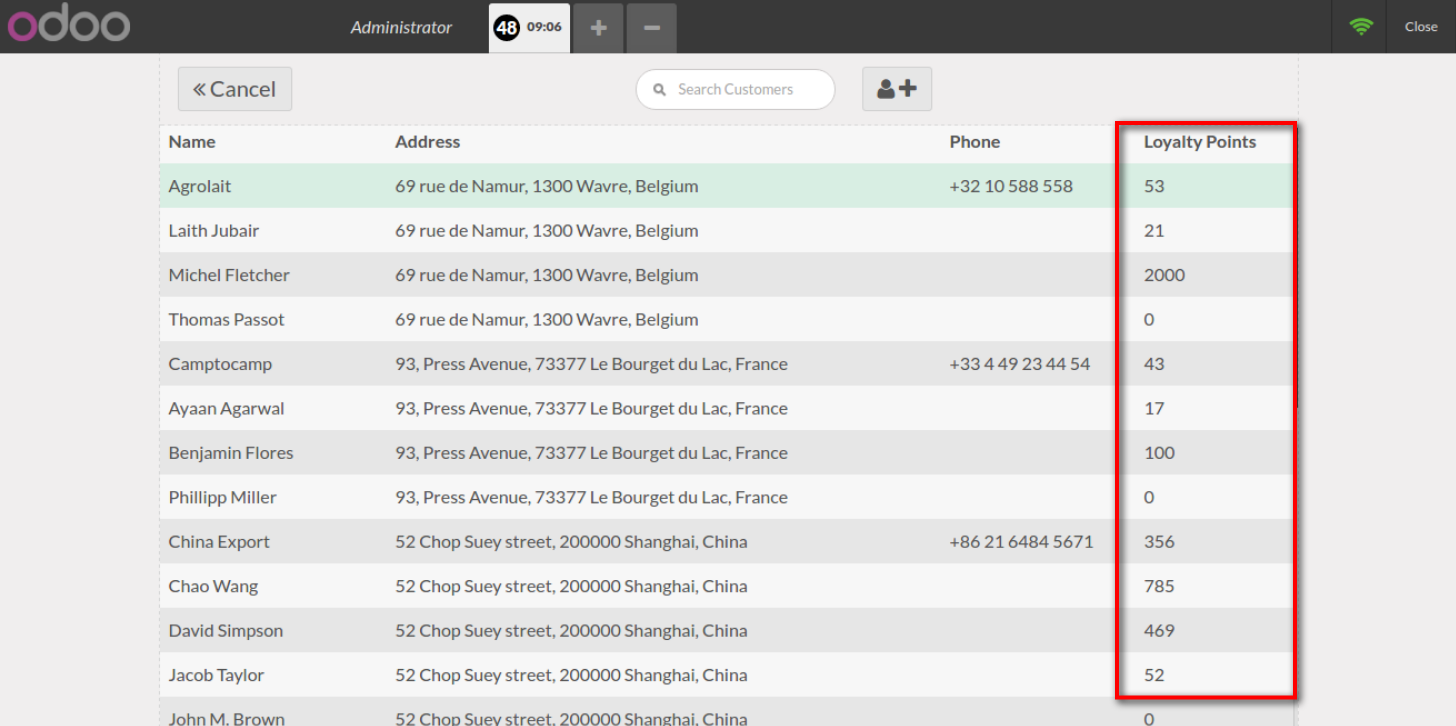 odoo Administrator 48 09:06 Close
Cancel Search Customers
Name Address Phone Loyalty Points
Agrolait 69 rue de Namur, 1300 Wavre, Belgium +32 10 588 558 53
Laith Jubair 69 rue de Namur, 1300 Wavre, Belgium 21
Michel Fletcher 69 rue de Namur, 1300 Wavre, Belgium 2000
Thomas Passot 69 rue de Namur, 1300 Wavre, Belgium 0
Camptocamp 93, Press Avenue, 73377 Le Bourget du Lac, France +33 4 49 23 44 54 43
Ayaan Agarwal 93, Press Avenue, 73377 Le Bourget du Lac, France 17
Benjamin Flores 93, Press Avenue, 73377 Le Bourget du Lac, France 100
Phillipp Miller 93, Press Avenue, 73377 Le Bourget du Lac, France 0
China Export 52 Chop Suey street, 200000 Shanghai, China +86 21 6484 5671 356
Chao Wang 52 Chop Suey street, 200000 Shanghai, China 785
David Simpson 52 Chop Suey street, 200000 Shanghai, China 469
Jacob Taylor 52 Chop Suey street, 200000 Shanghai, China 52
John M. Brown 52 Chop Suey street, 200000 Shanghai, China 0